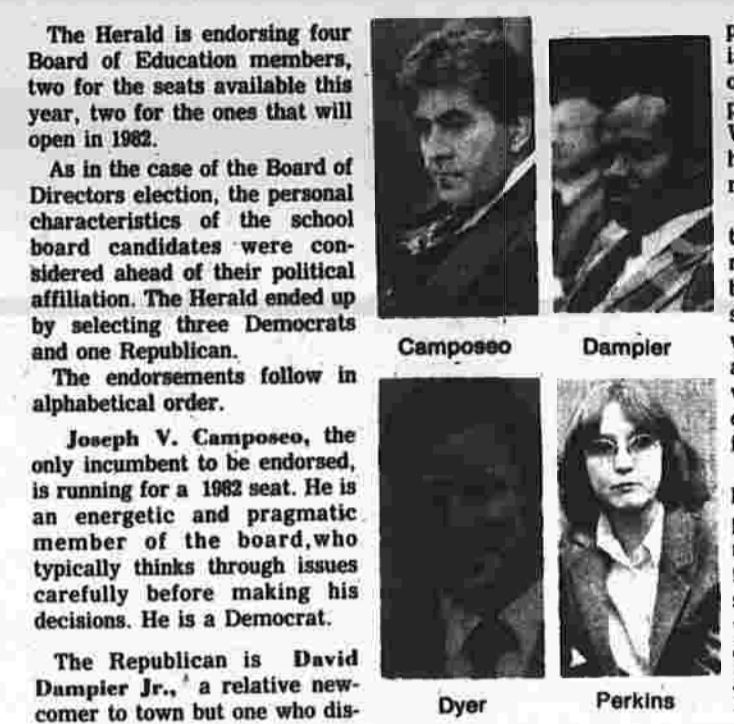 The Herald is endorsing four
Board of Education members,
two for the seats available this
year, two for the ones that will
open in 1982.
As in the case of the Board of
Directors election, the personal
characteristics of the school
board candidates were con-
sidered ahead of their political
affiliation. The Herald ended up
by selecting three Democrats
and one Republican.
The endorsements follow in
alphabetical order.
Joseph V. Camposeo, the
only incumbent to be endorsed,
is running for a 1982 seat. He is
an energetic and pragmatic
member of the board, who
typically thinks through issues
carefully before making his
decisions. He is a Democrat.
The Republican is David
Dampier Jr., a relative new-
comer to town but one who dis-
Camposeo
Dampier
Dyer
Perkins